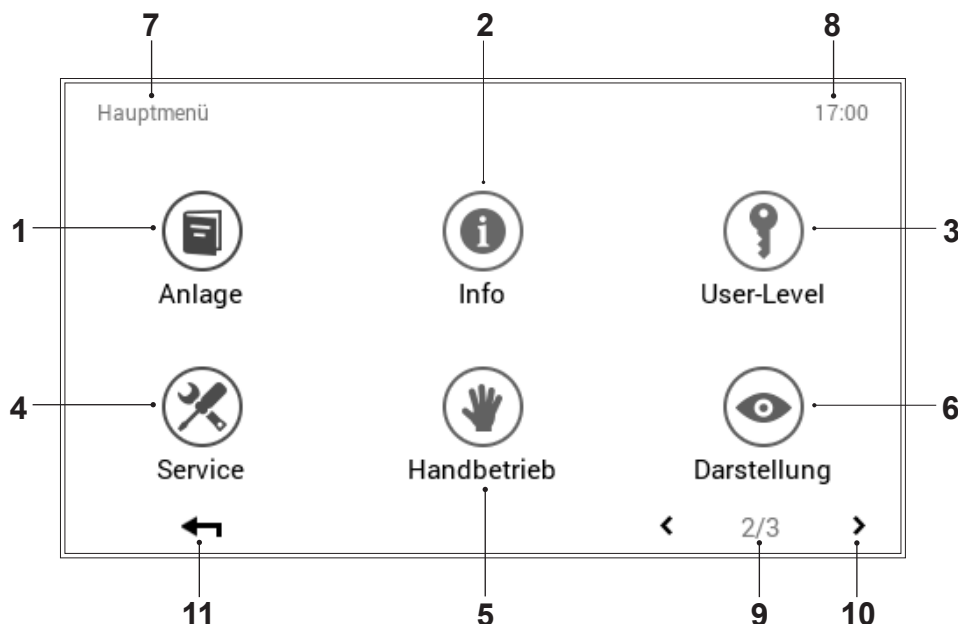 7 2 8
Hauptmenü 17:00
1 3
Anlage Info User-Level
4 6
Service Handbetrieb Darstellung
2/3
11 5 9 10